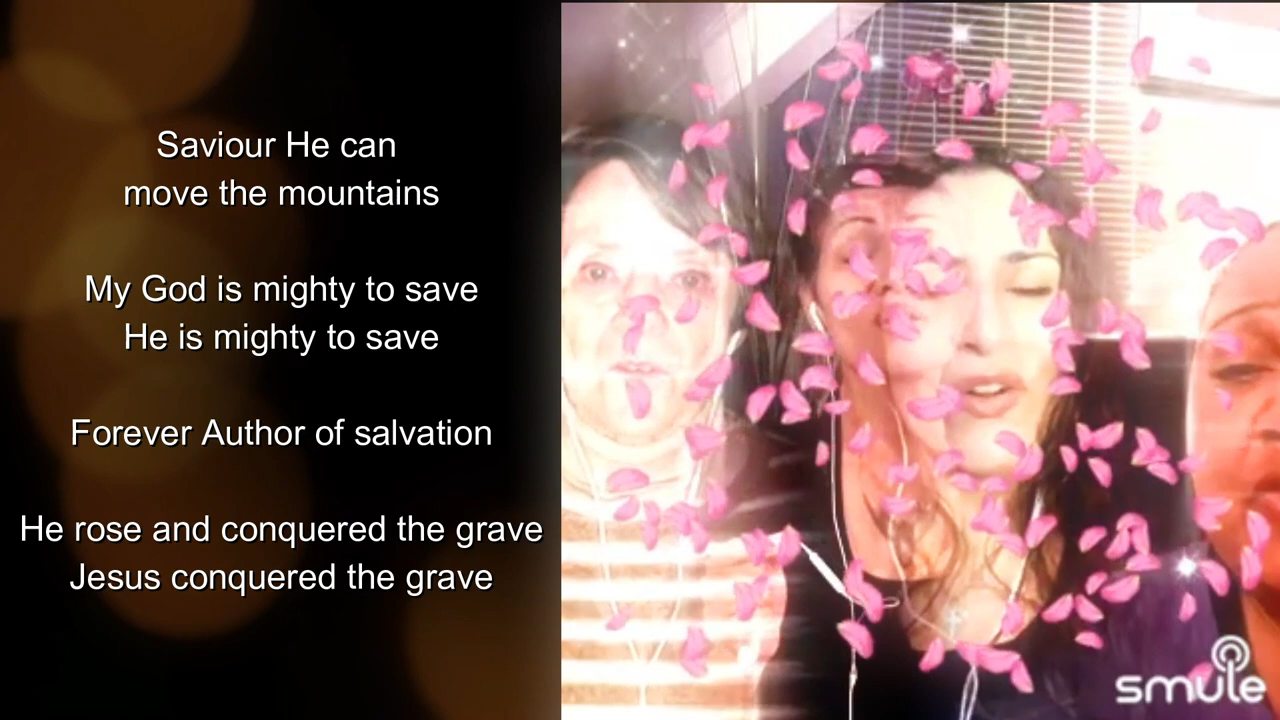 Saviour He can
move the mountains
My God is mighty to save
He is mighty to save
Forever Author of salvation
He rose and conquered the grave
Jesus conquered the grave
smule